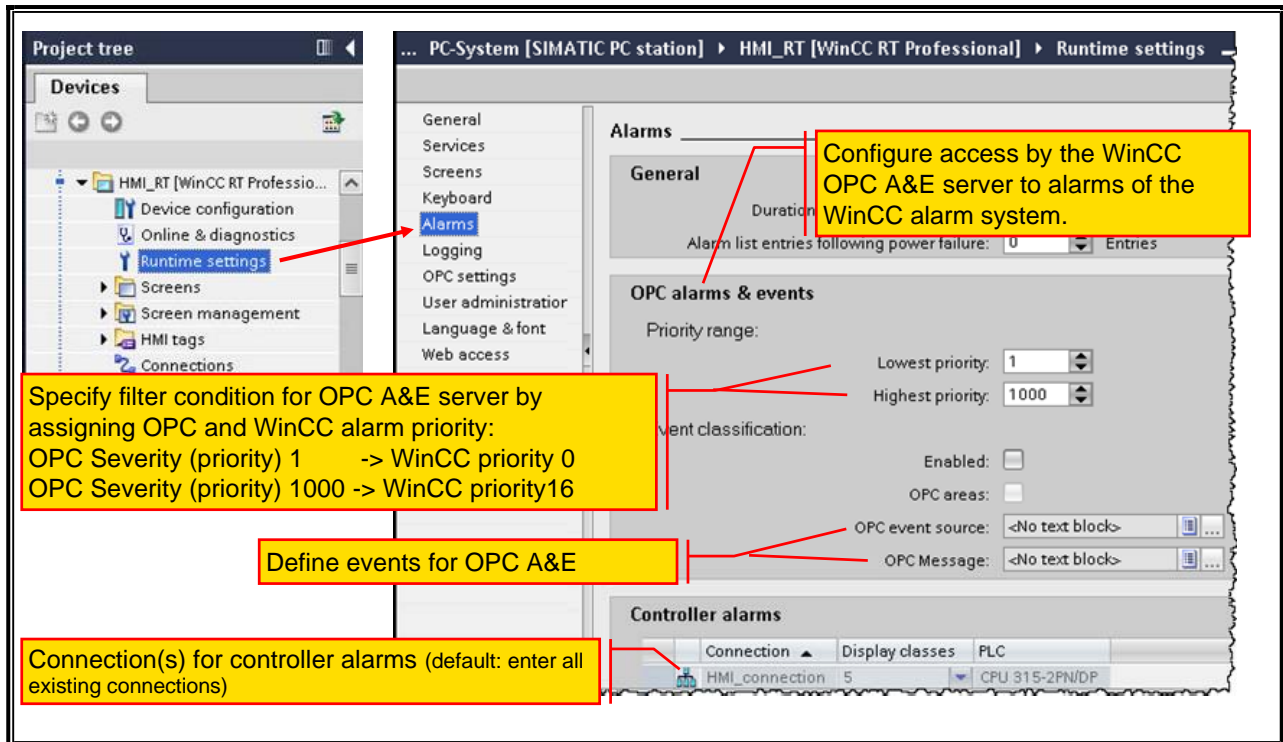 Project tree
Devices
HMI_RT [WinCC RT Professio...
Device configuration
Online & diagnostics
Runtime settings
Screens
Screen management
HMI tags
Connections
... PC-System [SIMATIC PC station] ▸ HMI_RT [WinCC RT Professional] ▸ Runtime settings
General
Services
Screens
Keyboard
Alarms
Logging
OPC settings
User administratior
Language & font
Web access
Alarms
General
Duration
Alarm list entries following power failure: 0 Entries
Configure access by the WinCC
OPC A&E server to alarms of the
WinCC alarm system.
OPC alarms & events
Priority range:
Lowest priority: 1
Highest priority: 1000
vent classification:
Enabled:
OPC areas:
OPC event source: <No text block> ...
OPC Message: <No text block> ...
Specify filter condition for OPC A&E server by
assigning OPC and WinCC alarm priority:
OPC Severity (priority) 1 -> WinCC priority 0
OPC Severity (priority) 1000 -> WinCC priority16
Define events for OPC A&E
Controller alarms
Connection Display classes PLC
HMI_connection 5 CPU 315-2PN/DP
Connection(s) for controller alarms (default: enter all
existing connections)